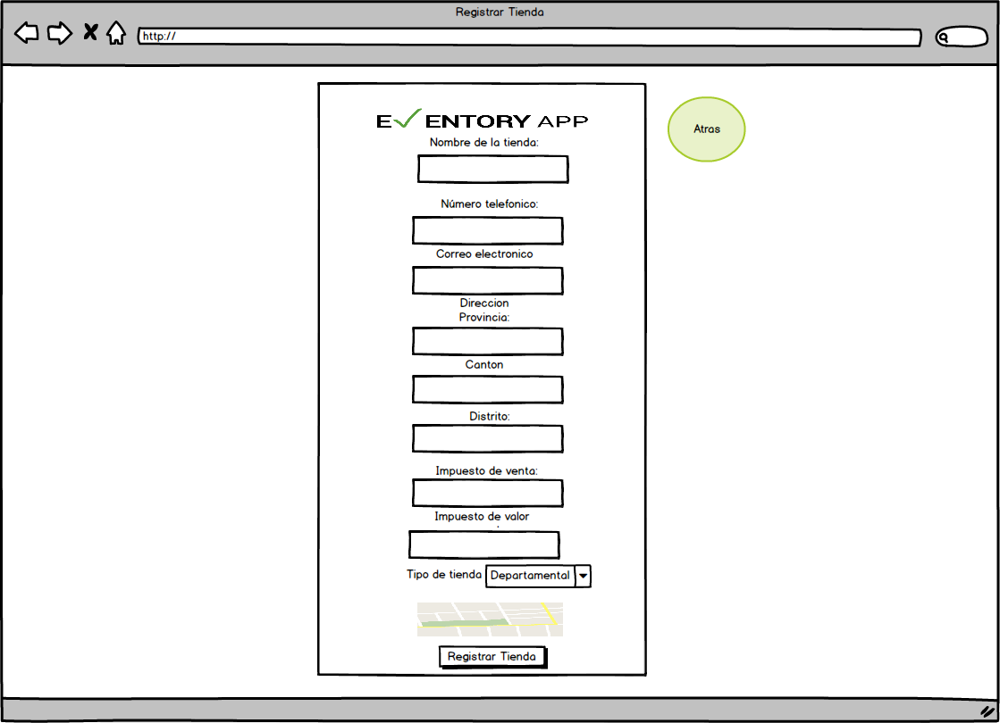 Registrar Tienda
http://
E✓ENTORY APP
Atras
Nombre de la tienda:
Número telefonico:
Correo electronico
Direccion
Provincia:
Canton
Distrito:
Impuesto de venta:
Impuesto de valor
Tipo de tienda Departamental
Registrar Tienda